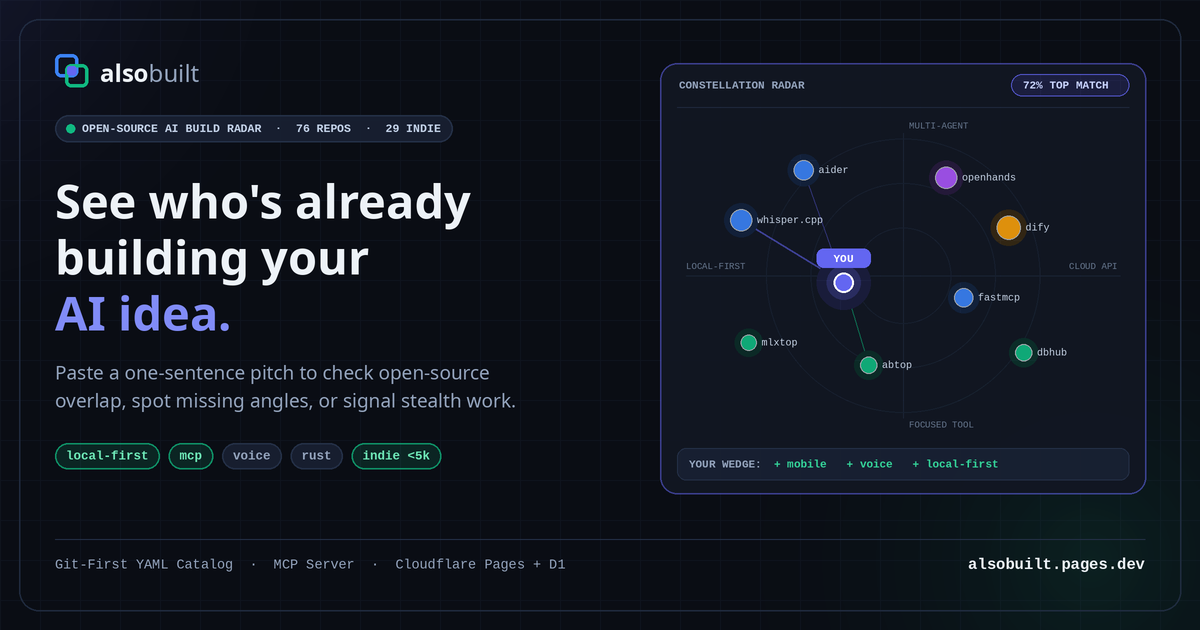 alsobuilt
OPEN-SOURCE AI BUILD RADAR · 76 REPOS · 29 INDIE
See who's already
building your
AI idea.
Paste a one-sentence pitch to check open-source
overlap, spot missing angles, or signal stealth work.
local-first mcp voice rust indie <5k
CONSTELLATION RADAR 72% TOP MATCH
MULTI-AGENT
aider
openhands
whisper.cpp
dify
YOU
LOCAL-FIRST CLOUD API
fastmcp
mlxtop
dbhub
abtop
FOCUSED TOOL
YOUR WEDGE: + mobile + voice + local-first
Git-First YAML Catalog · MCP Server · Cloudflare Pages + D1
alsobuilt.pages.dev